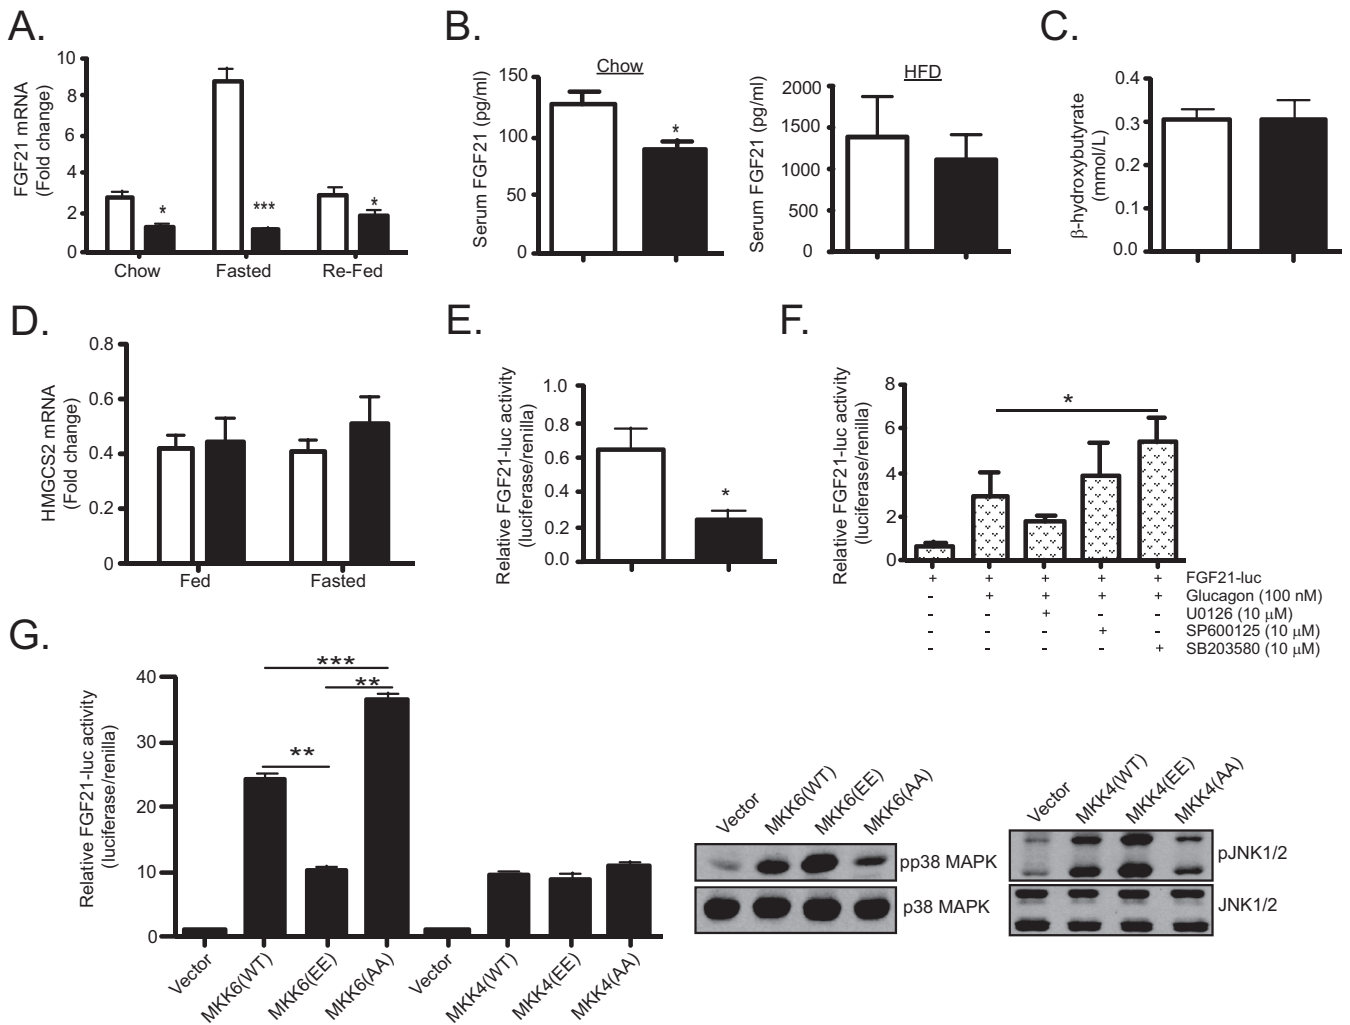 A.
FGF21 mRNA
(Fold change)
10
8
6
4
2
0
*
***
*
Chow
Fasted
Re-Fed
B.
Chow
Serum FGF21 (pg/ml)
150
100
50
0
*
HFD
Serum FGF21 (pg/ml)
2000
1500
1000
500
0
C.
β-hydroxybutyrate
(mmol/L)
0.4
0.3
0.2
0.1
0.0
D.
HMGCS2 mRNA
(Fold change)
0.8
0.6
0.4
0.2
0
Fed
Fasted
E.
Relative FGF21-luc activity
(luciferase/renilla)
1.0
0.8
0.6
0.4
0.2
0.0
*
F.
Relative FGF21-luc activity
(luciferase/renilla)
8
6
4
2
0
*
+ + + + + FGF21-luc
- + + + + Glucagon (100 nM)
- - + - - U0126 (10 μM)
- - - + - SP600125 (10 μM)
- - - - + SB203580 (10 μM)
G.
Relative FGF21-luc activity
(luciferase/renilla)
40
30
20
10
0
***
**
**
Vector
MKK6(WT)
MKK6(EE)
MKK6(AA)
Vector
MKK4(WT)
MKK4(EE)
MKK4(AA)
Vector
MKK6(WT)
MKK6(EE)
MKK6(AA)
pp38 MAPK
p38 MAPK
Vector
MKK4(WT)
MKK4(EE)
MKK4(AA)
pJNK1/2
JNK1/2